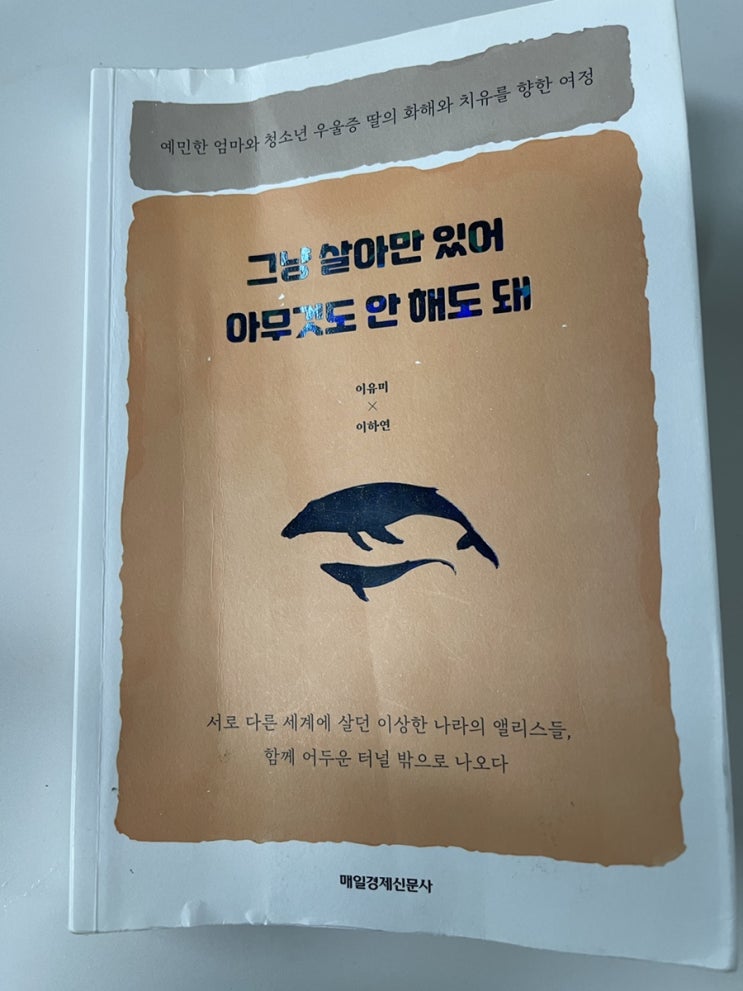 예민한 엄마와 청소년 우울증 딸의 화해와 치유를 향한 여정
그냥 살아만 있어
아무것도 안 해도 돼
이유미
×
이하연
서로 다른 세계에 살던 이상한 나라의 앨리스들,
함께 어두운 터널 밖으로 나오다
매일경제신문사